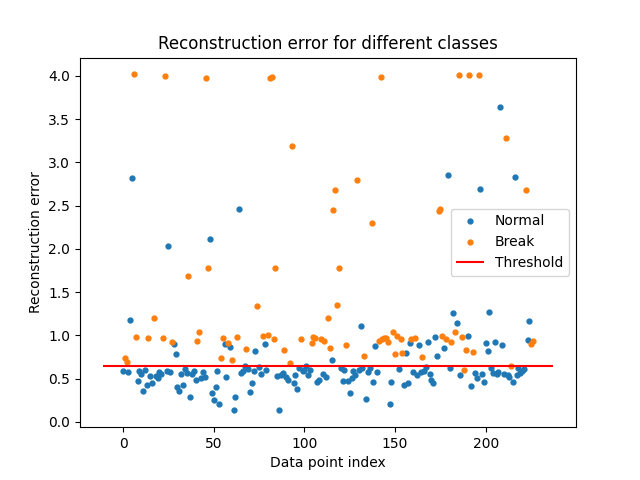 Reconstruction error for different classes
4.0
3.5
3.0
2.5
2.0
1.5
1.0
0.5
0.0
Reconstruction error
Normal
Break
Threshold
0 50 100 150 200
Data point index